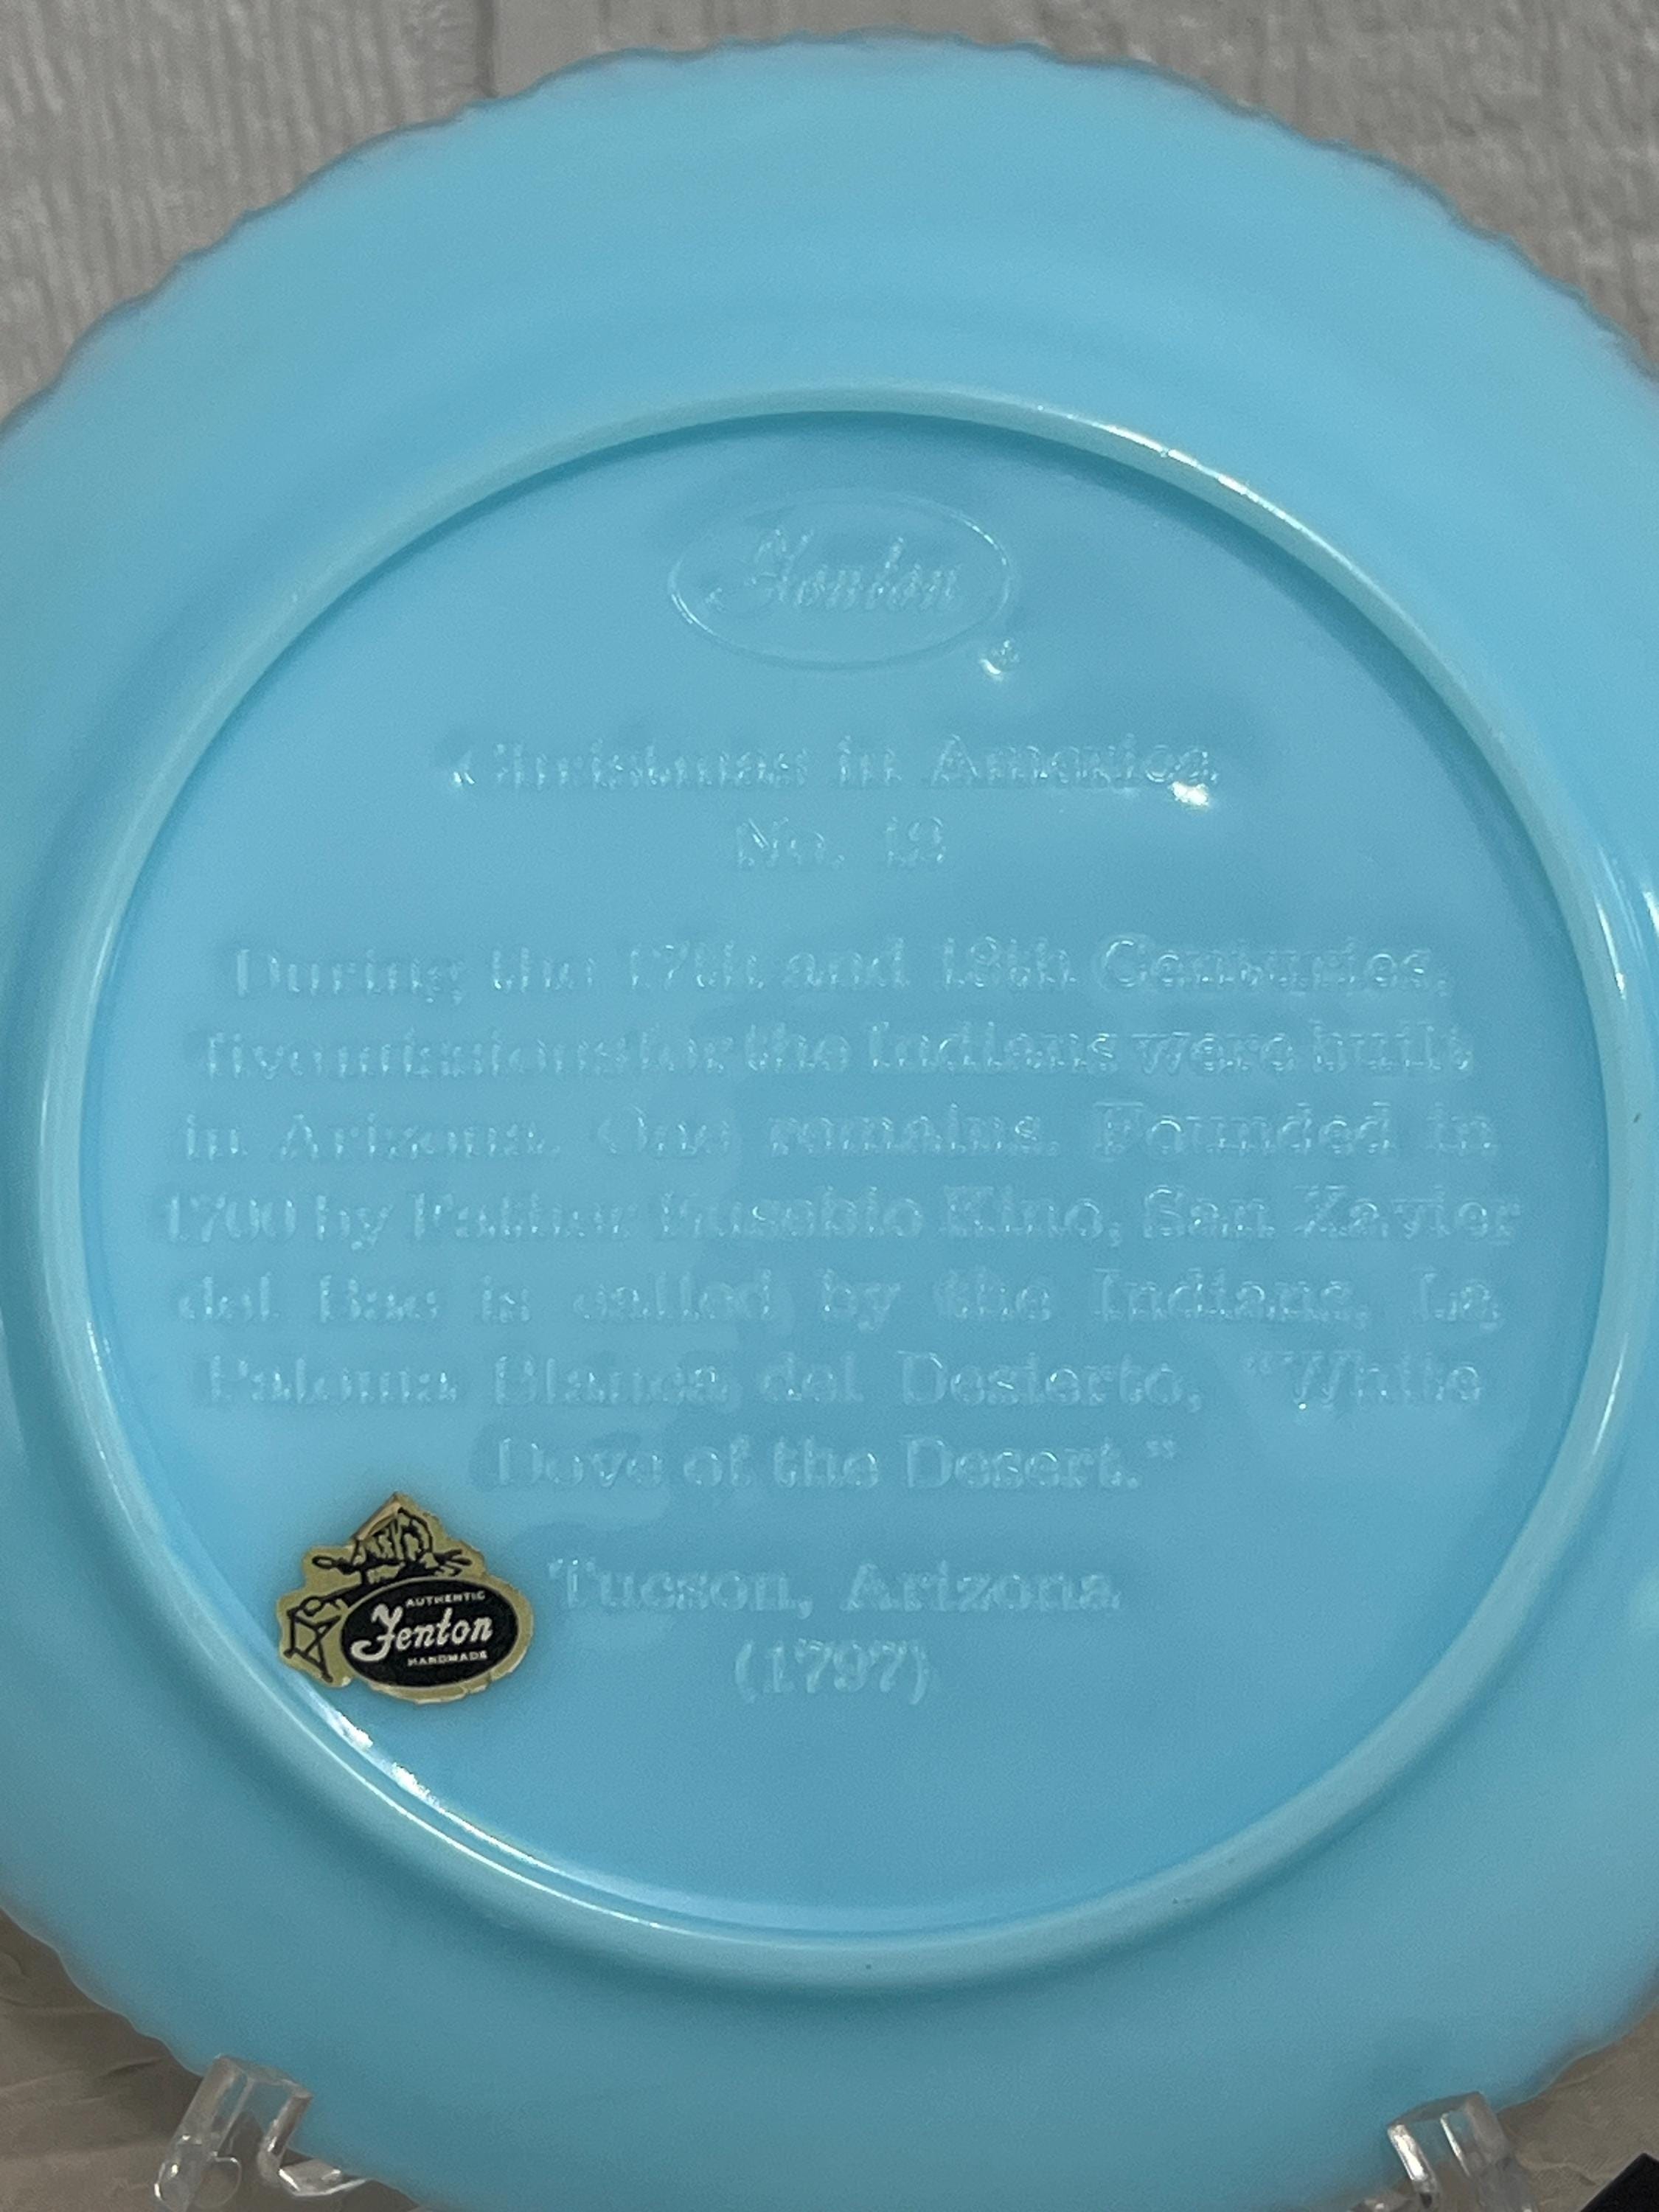 Fenton
®
Christmas in America
No. 12
During the 17th and 18th Centuries,
five missions for the Indians were built
in Arizona. One remains. Founded in
1700 by Father Eusebio Kino, San Xavier
del Bac is called by the Indians, La
Paloma Blanca del Desierto, "White
Dove of the Desert."
Tucson, Arizona
(1797)
AUTHENTIC
Fenton
HANDMADE